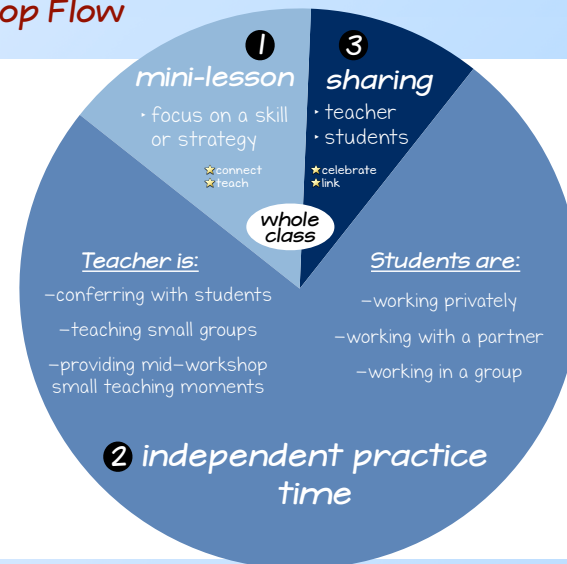 op Flow
1
mini-lesson
‣ focus on a skill
or strategy
connect
teach
3
sharing
‣ teacher
‣ students
celebrate
link
whole
class
Teacher is:
–conferring with students
–teaching small groups
–providing mid–workshop
small teaching moments
Students are:
–working privately
–working with a partner
–working in a group
2 independent practice
time